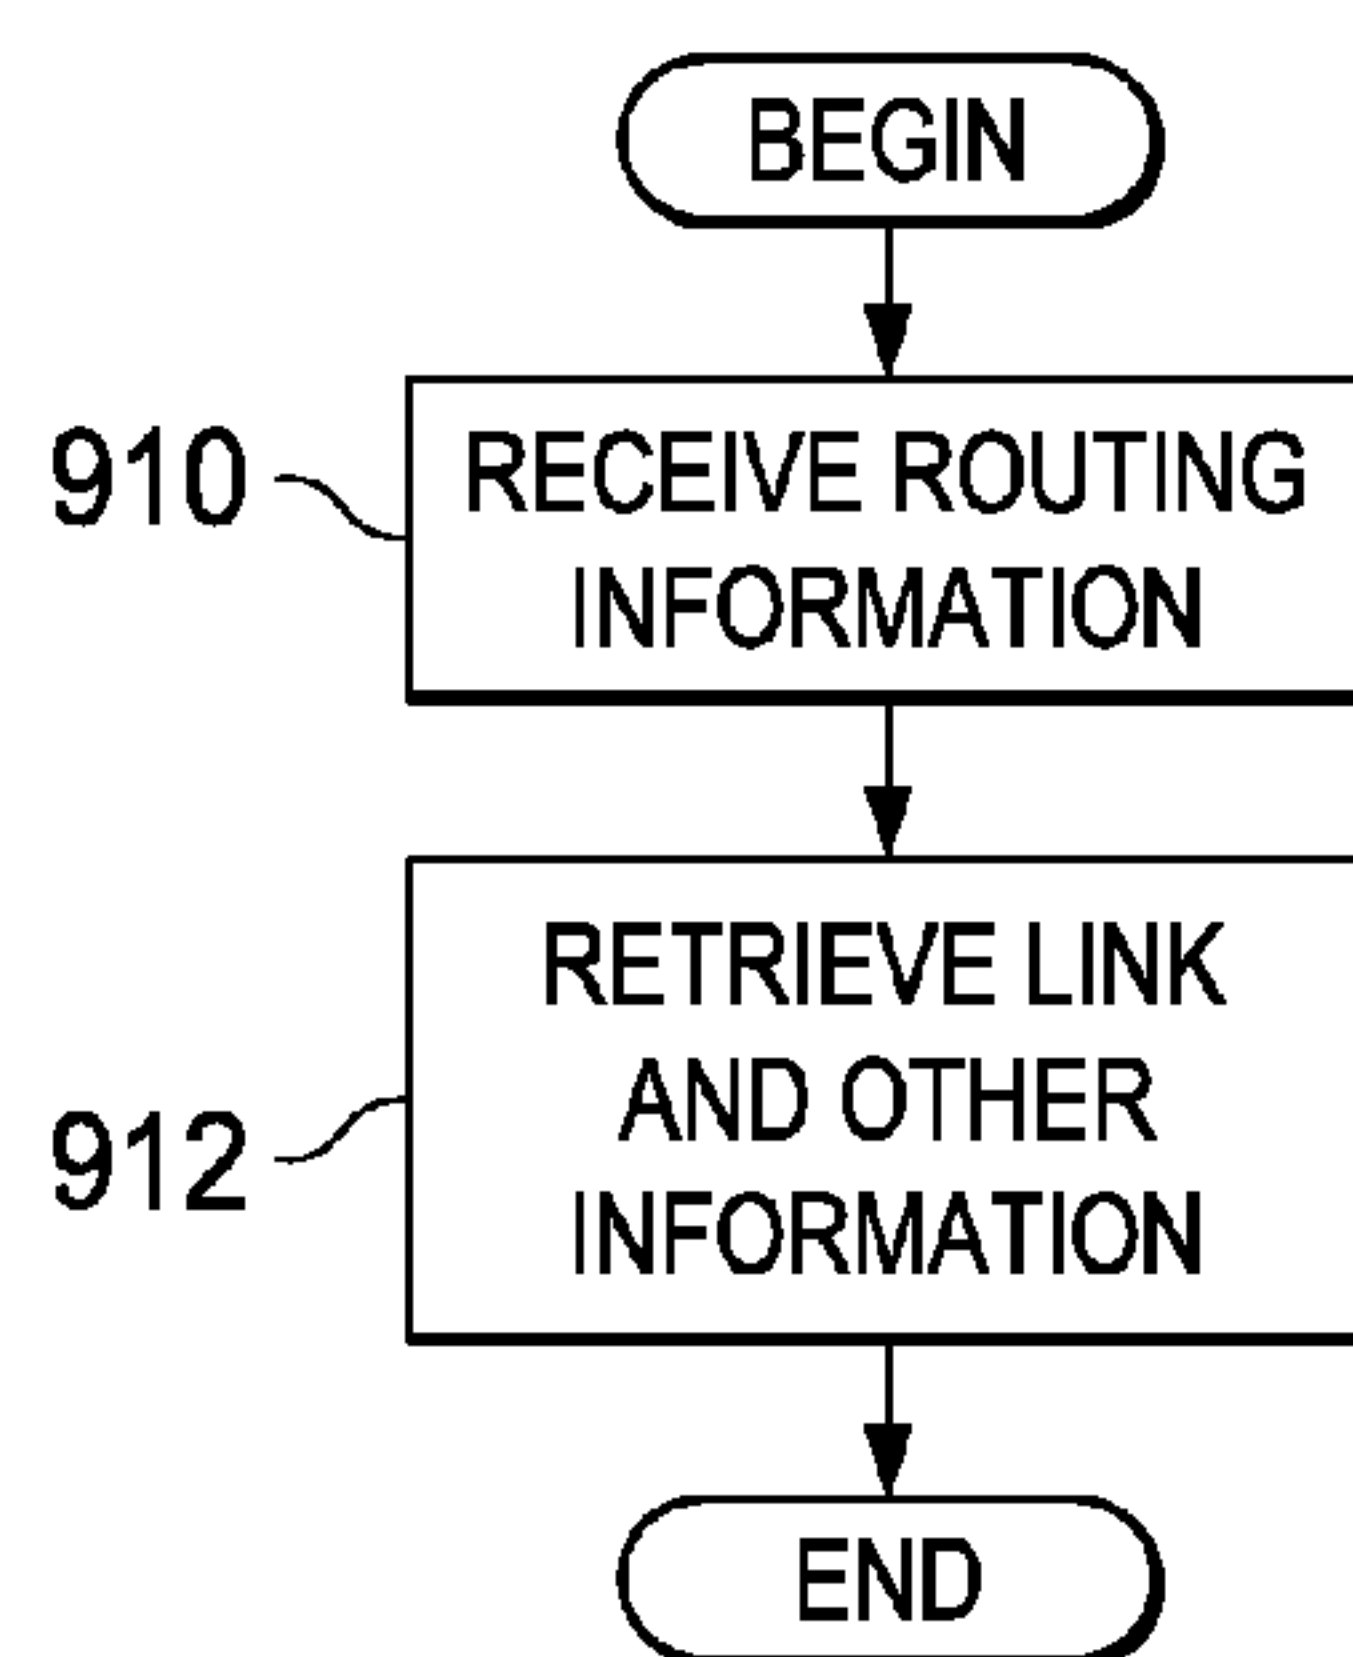 BEGIN
910
RECEIVE ROUTING
INFORMATION
912
RETRIEVE LINK
AND OTHER
INFORMATION
END